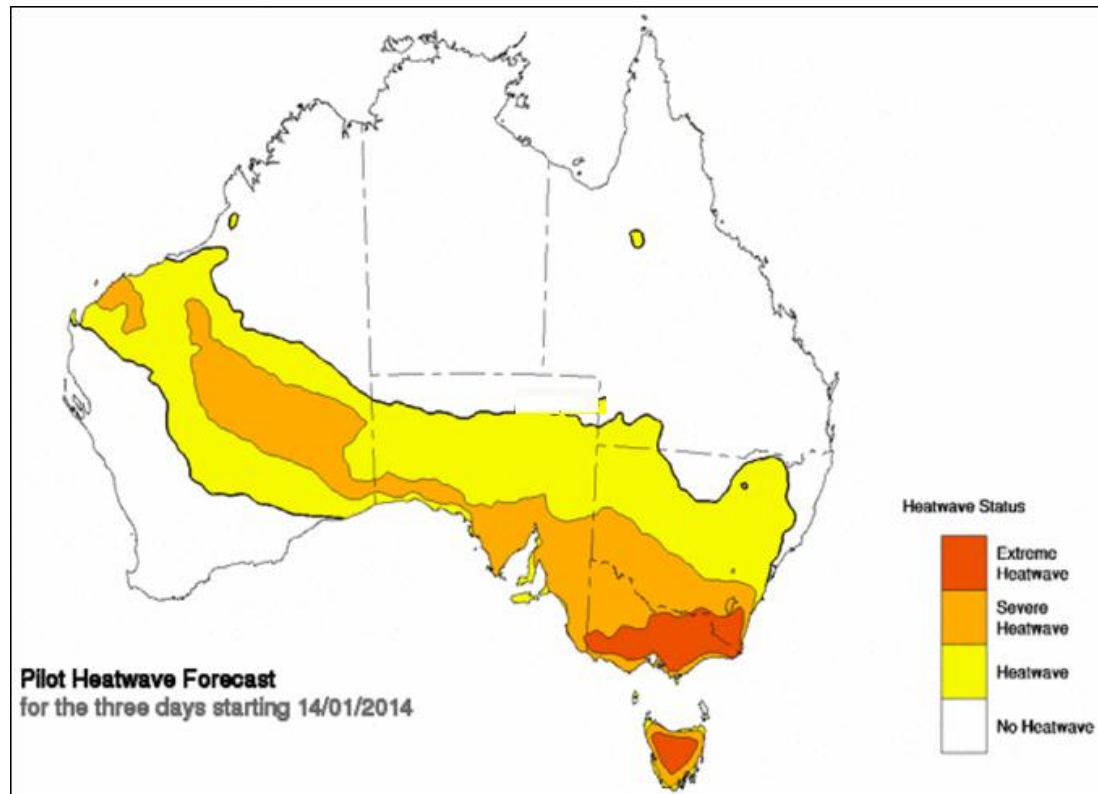 Heatwave Status
Extreme
Heatwave
Severe
Heatwave
Heatwave
No Heatwave
Pilot Heatwave Forecast
for the three days starting 14/01/2014